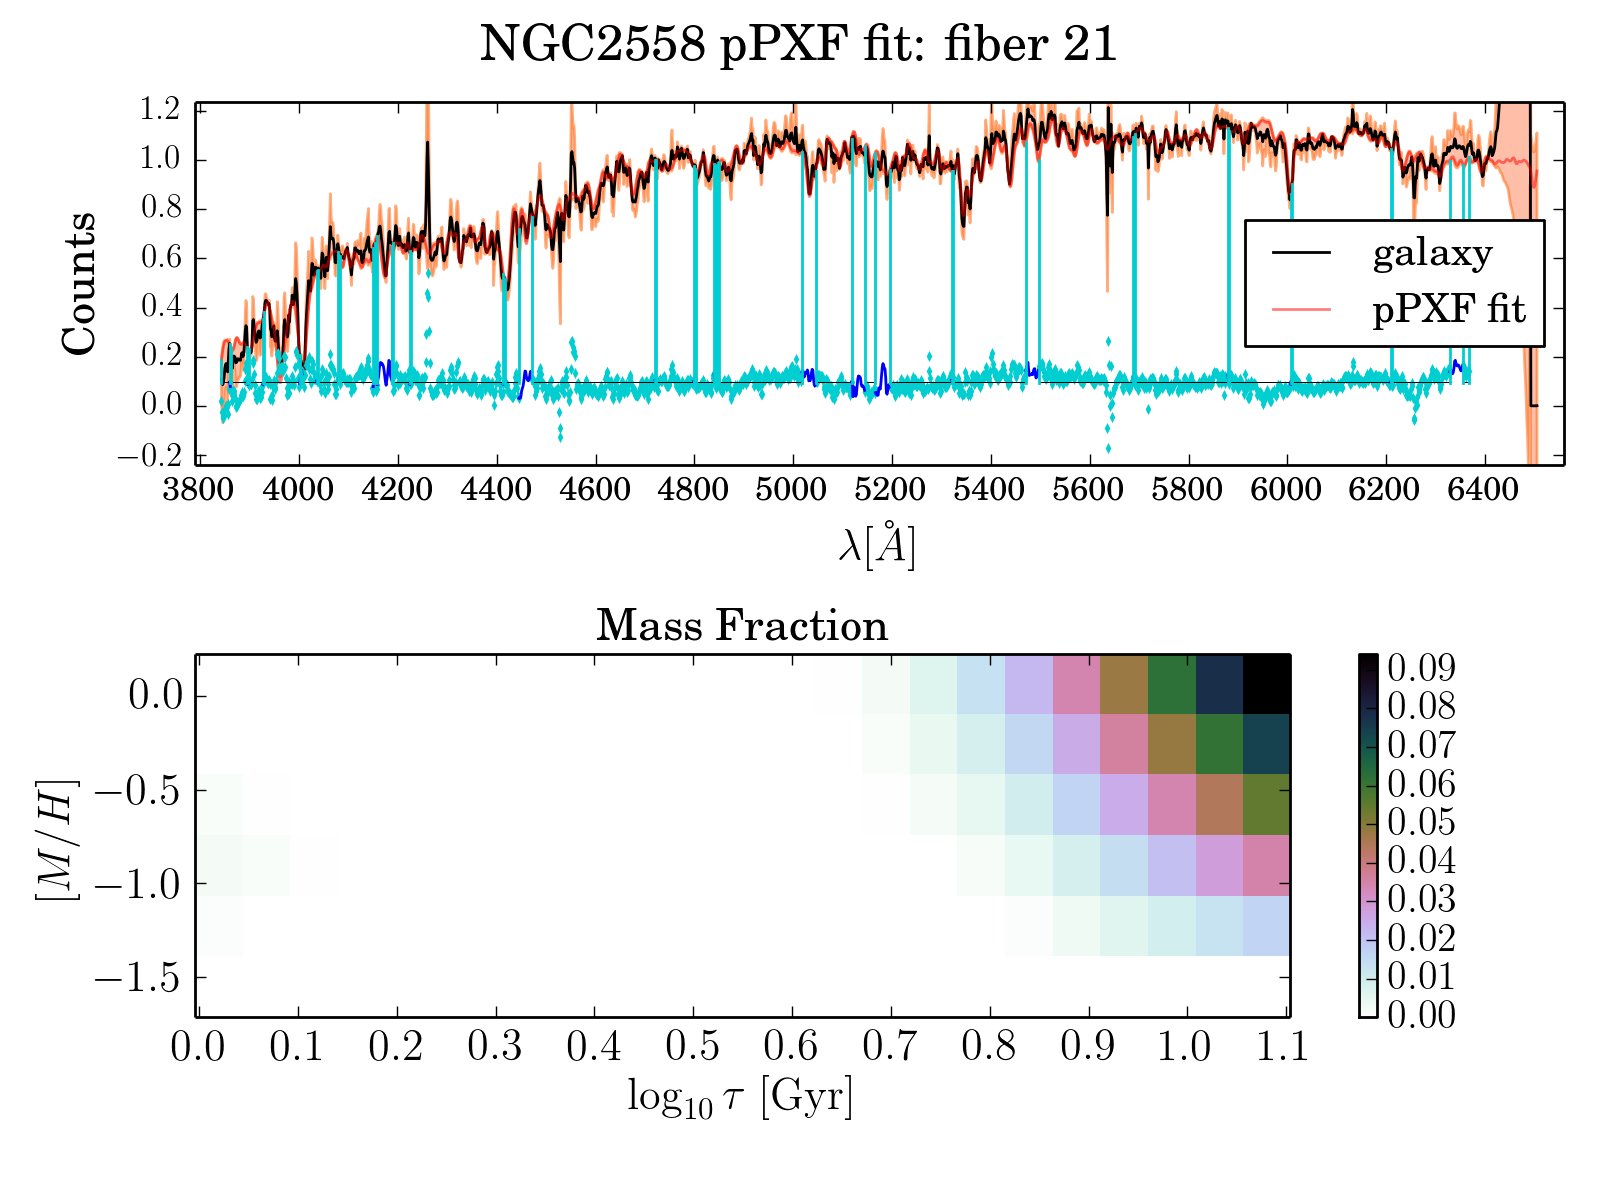 NGC2558 pPXF fit: fiber 21
1.2
1.0
0.8
0.6
0.4
0.2
0.0
−0.2
Counts
galaxy
pPXF fit
3800 4000 4200 4400 4600 4800 5000 5200 5400 5600 5800 6000 6200 6400
λ[Å]
Mass Fraction
0.0
−0.5
−1.0
−1.5
[M/H]
0.0 0.1 0.2 0.3 0.4 0.5 0.6 0.7 0.8 0.9 1.0 1.1
log₁₀ τ [Gyr]
0.09
0.08
0.07
0.06
0.05
0.04
0.03
0.02
0.01
0.00